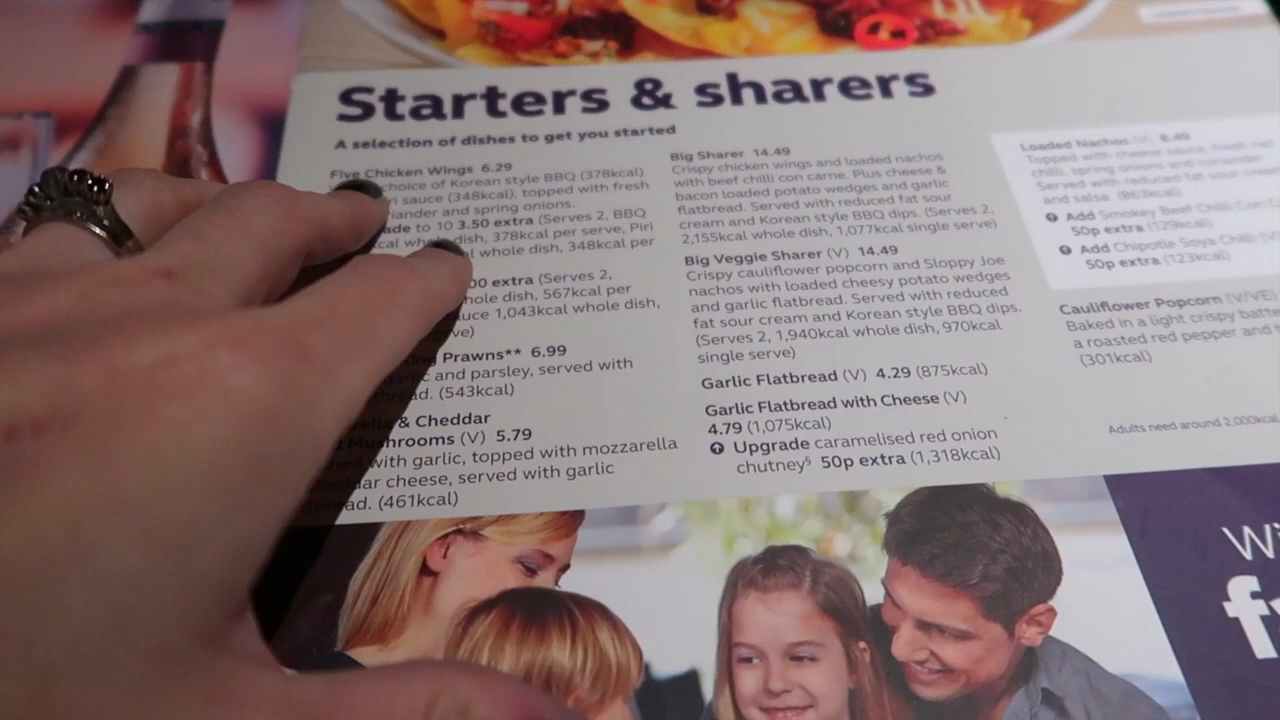 Starters & sharers
A selection of dishes to get you started
Five Chicken Wings 6.29
choice of Korean style BBQ (378kcal)
sauce (348kcal), topped with fresh
and spring onions.
to 10 3.50 extra (Serves 2, BBQ
dish, 378kcal per serve, Piri
whole dish, 348kcal per
extra (Serves 2,
dish, 567kcal per
1,043kcal whole dish,
Prawns** 6.99
and parsley, served with
(543kcal)
& Cheddar
Mushrooms (V) 5.79
with garlic, topped with mozzarella
cheese, served with garlic
(461kcal)
Big Sharer 14.49
Crispy chicken wings and loaded nachos
with beef chilli con carne. Plus cheese &
bacon loaded potato wedges and garlic
flatbread. Served with reduced fat sour
cream and Korean style BBQ dips. (Serves 2,
2,155kcal whole dish, 1,077kcal single serve)
Big Veggie Sharer (V) 14.49
Crispy cauliflower popcorn and Sloppy Joe
nachos with loaded cheesy potato wedges
and garlic flatbread. Served with reduced
fat sour cream and Korean style BBQ dips.
(Serves 2, 1,940kcal whole dish, 970kcal
single serve)
Garlic Flatbread (V) 4.29 (875kcal)
Garlic Flatbread with Cheese (V)
4.79 (1,075kcal)
Upgrade caramelised red onion
chutney§ 50p extra (1,318kcal)
Loaded Nachos (V) 8.49
Topped with cheese sauce, fresh red
chilli, spring onions and
Served with reduced fat sour cream
and salsa. (863kcal)
Add Smokey Beef Chilli Con
50p extra (129kcal)
Add Chipotle Soya Chilli (V
50p extra (123kcal)
Cauliflower Popcorn (V/VE)
Baked in a light crispy
a roasted red pepper and
(301kcal)
Adults need around 2,000kcal